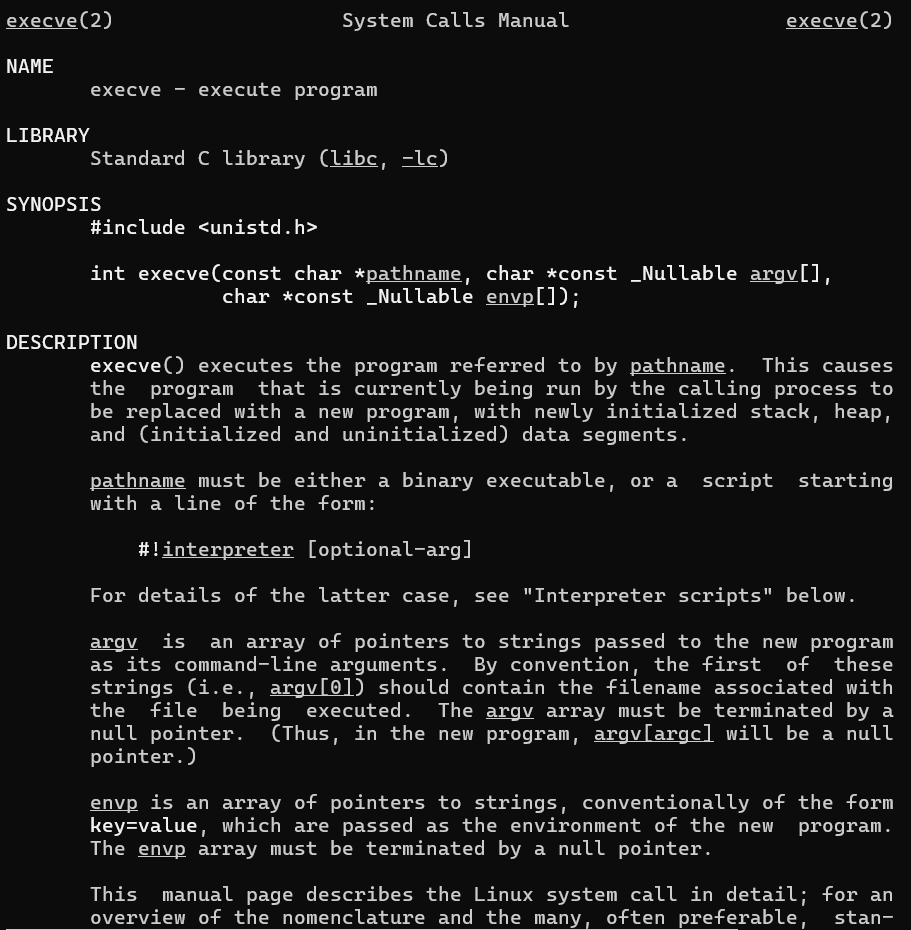 execve(2) System Calls Manual execve(2)
NAME
execve - execute program
LIBRARY
Standard C library (libc, -lc)
SYNOPSIS
#include <unistd.h>
int execve(const char *pathname, char *const _Nullable argv[],
char *const _Nullable envp[]);
DESCRIPTION
execve() executes the program referred to by pathname.  This causes
the  program  that is currently being run by the calling process to
be replaced with a new program, with newly initialized stack, heap,
and (initialized and uninitialized) data segments.
pathname must be either a binary executable, or a  script  starting
with a line of the form:
#!interpreter [optional-arg]
For details of the latter case, see "Interpreter scripts" below.
argv  is  an array of pointers to strings passed to the new program
as its command-line arguments.  By convention, the first  of  these
strings (i.e., argv[0]) should contain the filename associated with
the  file  being  executed.  The argv array must be terminated by a
null pointer.  (Thus, in the new program, argv[argc] will be a null
pointer.)
envp is an array of pointers to strings, conventionally of the form
key=value, which are passed as the environment of the new  program.
The envp array must be terminated by a null pointer.
This  manual page describes the Linux system call in detail; for an
overview of the nomenclature and the many, often preferable,  stan-